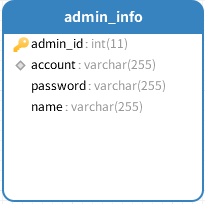 admin_info
admin_id: int(11)
account: varchar(255)
password: varchar(255)
name: varchar(255)